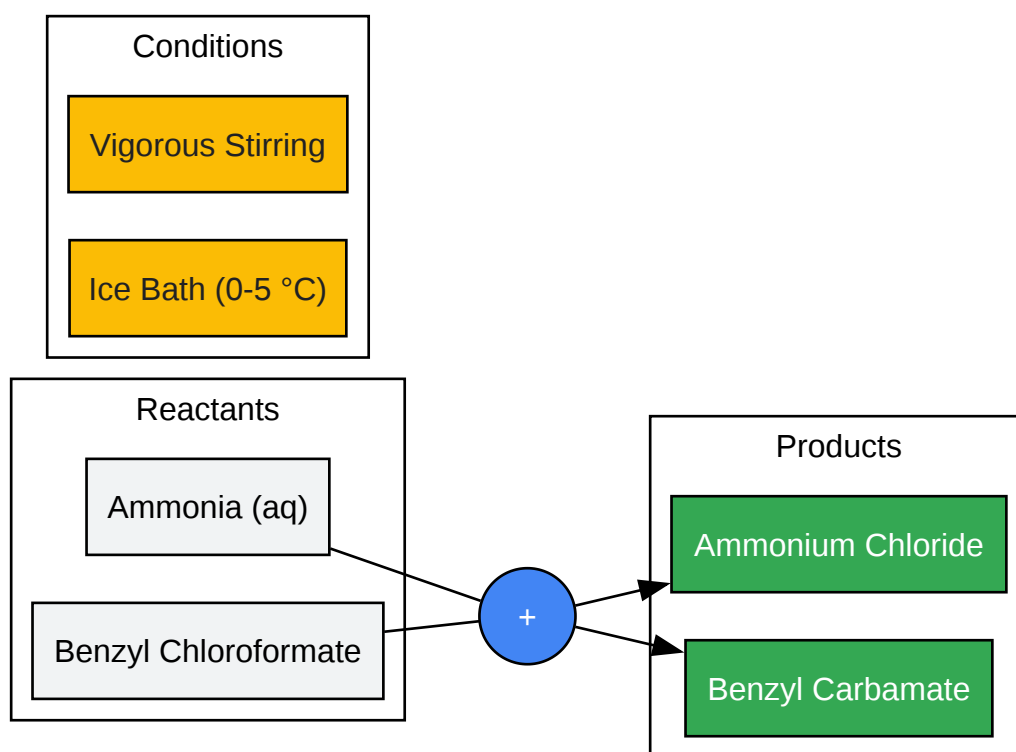 Conditions
Vigorous Stirring
Ice Bath (0-5 °C)
Reactants
Ammonia (aq)
Benzyl Chloroformate
+
Products
Ammonium Chloride
Benzyl Carbamate